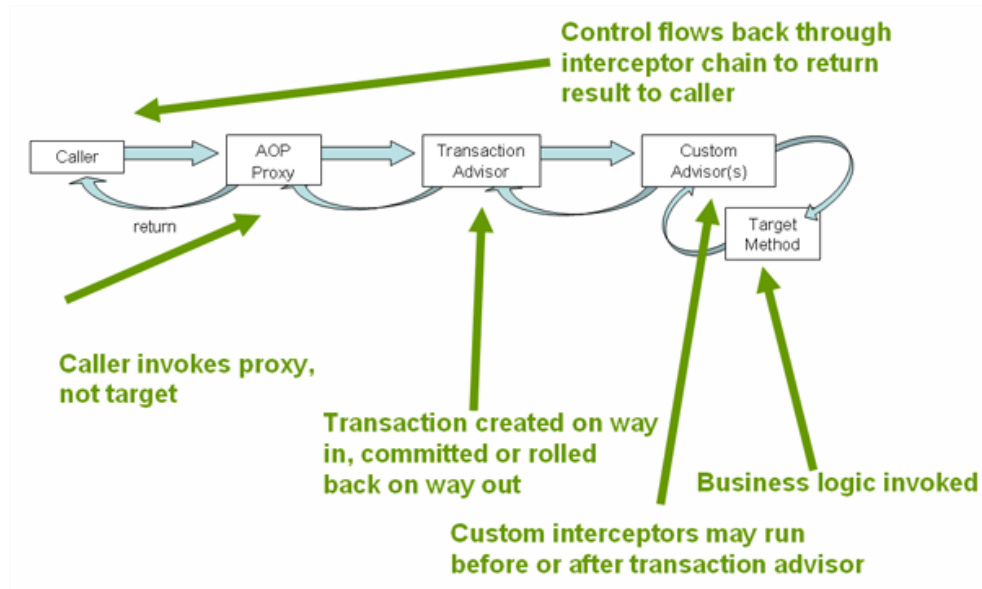 Control flows back through
interceptor chain to return
result to caller
Caller
AOP
Proxy
Transaction
Advisor
Custom
Advisor(s)
return
Target
Method
Caller invokes proxy,
not target
Transaction created on way
in, committed or rolled
back on way out
Business logic invoked
Custom interceptors may run
before or after transaction advisor